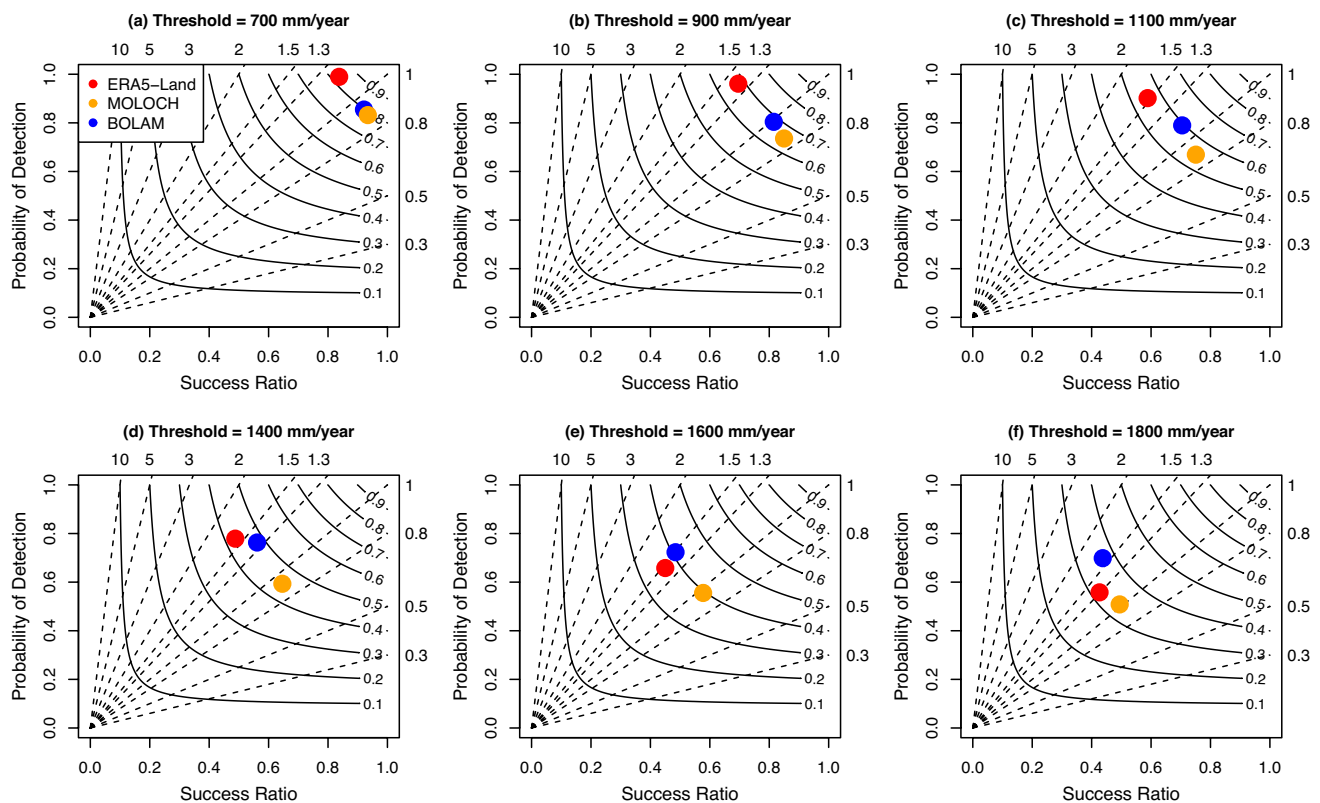 (a) Threshold = 700 mm/year
10 5 3 2 1.5 1.3
ERA5-Land
MOLOCH
BOLAM
Probability of Detection
0.0 0.2 0.4 0.6 0.8 1.0
0.9
0.8
0.7
0.6
0.5
0.4
0.3
0.2
0.1
1
0.8
0.5
0.3
0.0 0.2 0.4 0.6 0.8 1.0
Success Ratio
(b) Threshold = 900 mm/year
10 5 3 2 1.5 1.3
Probability of Detection
0.0 0.2 0.4 0.6 0.8 1.0
0.9
0.8
0.7
0.6
0.5
0.4
0.3
0.2
0.1
1
0.8
0.5
0.3
0.0 0.2 0.4 0.6 0.8 1.0
Success Ratio
(c) Threshold = 1100 mm/year
10 5 3 2 1.5 1.3
Probability of Detection
0.0 0.2 0.4 0.6 0.8 1.0
0.9
0.8
0.7
0.6
0.5
0.4
0.3
0.2
0.1
1
0.8
0.5
0.3
0.0 0.2 0.4 0.6 0.8 1.0
Success Ratio
(d) Threshold = 1400 mm/year
10 5 3 2 1.5 1.3
Probability of Detection
0.0 0.2 0.4 0.6 0.8 1.0
0.9
0.8
0.7
0.6
0.5
0.4
0.3
0.2
0.1
1
0.8
0.5
0.3
0.0 0.2 0.4 0.6 0.8 1.0
Success Ratio
(e) Threshold = 1600 mm/year
10 5 3 2 1.5 1.3
Probability of Detection
0.0 0.2 0.4 0.6 0.8 1.0
0.9
0.8
0.7
0.6
0.5
0.4
0.3
0.2
0.1
1
0.8
0.5
0.3
0.0 0.2 0.4 0.6 0.8 1.0
Success Ratio
(f) Threshold = 1800 mm/year
10 5 3 2 1.5 1.3
Probability of Detection
0.0 0.2 0.4 0.6 0.8 1.0
0.9
0.8
0.7
0.6
0.5
0.4
0.3
0.2
0.1
1
0.8
0.5
0.3
0.0 0.2 0.4 0.6 0.8 1.0
Success Ratio